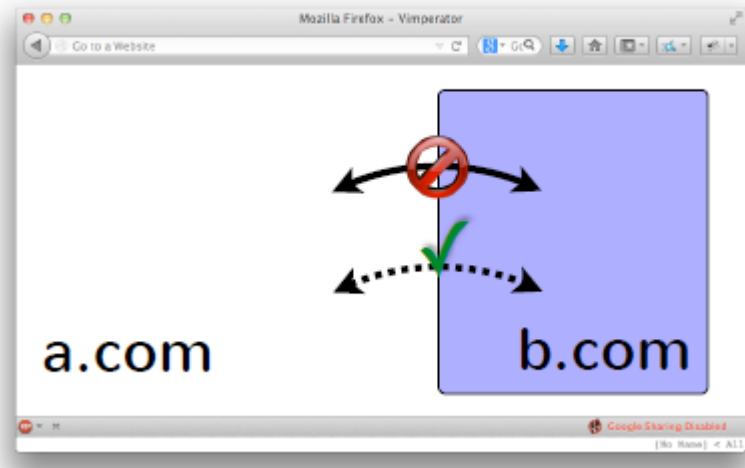 Mozilla Firefox - Vimperator
Go to a Website
a.com
b.com
Google Sharing Disabled
[No Name] < All